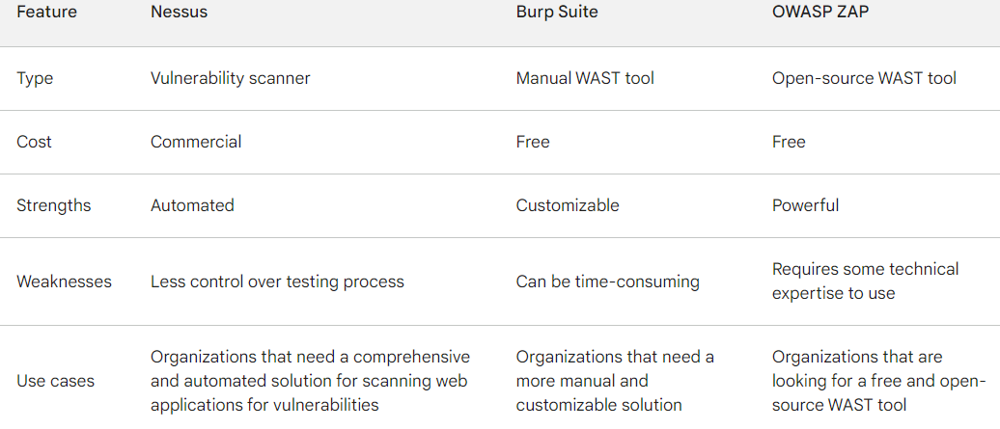 Feature Nessus Burp Suite OWASP ZAP
Type Vulnerability scanner Manual WAST tool Open-source WAST tool
Cost Commercial Free Free
Strengths Automated Customizable Powerful
Weaknesses Less control over testing process Can be time-consuming Requires some technical
expertise to use
Use cases Organizations that need a comprehensive
and automated solution for scanning web
applications for vulnerabilities
Organizations that need a
more manual and
customizable solution
Organizations that are
looking for a free and open-
source WAST tool